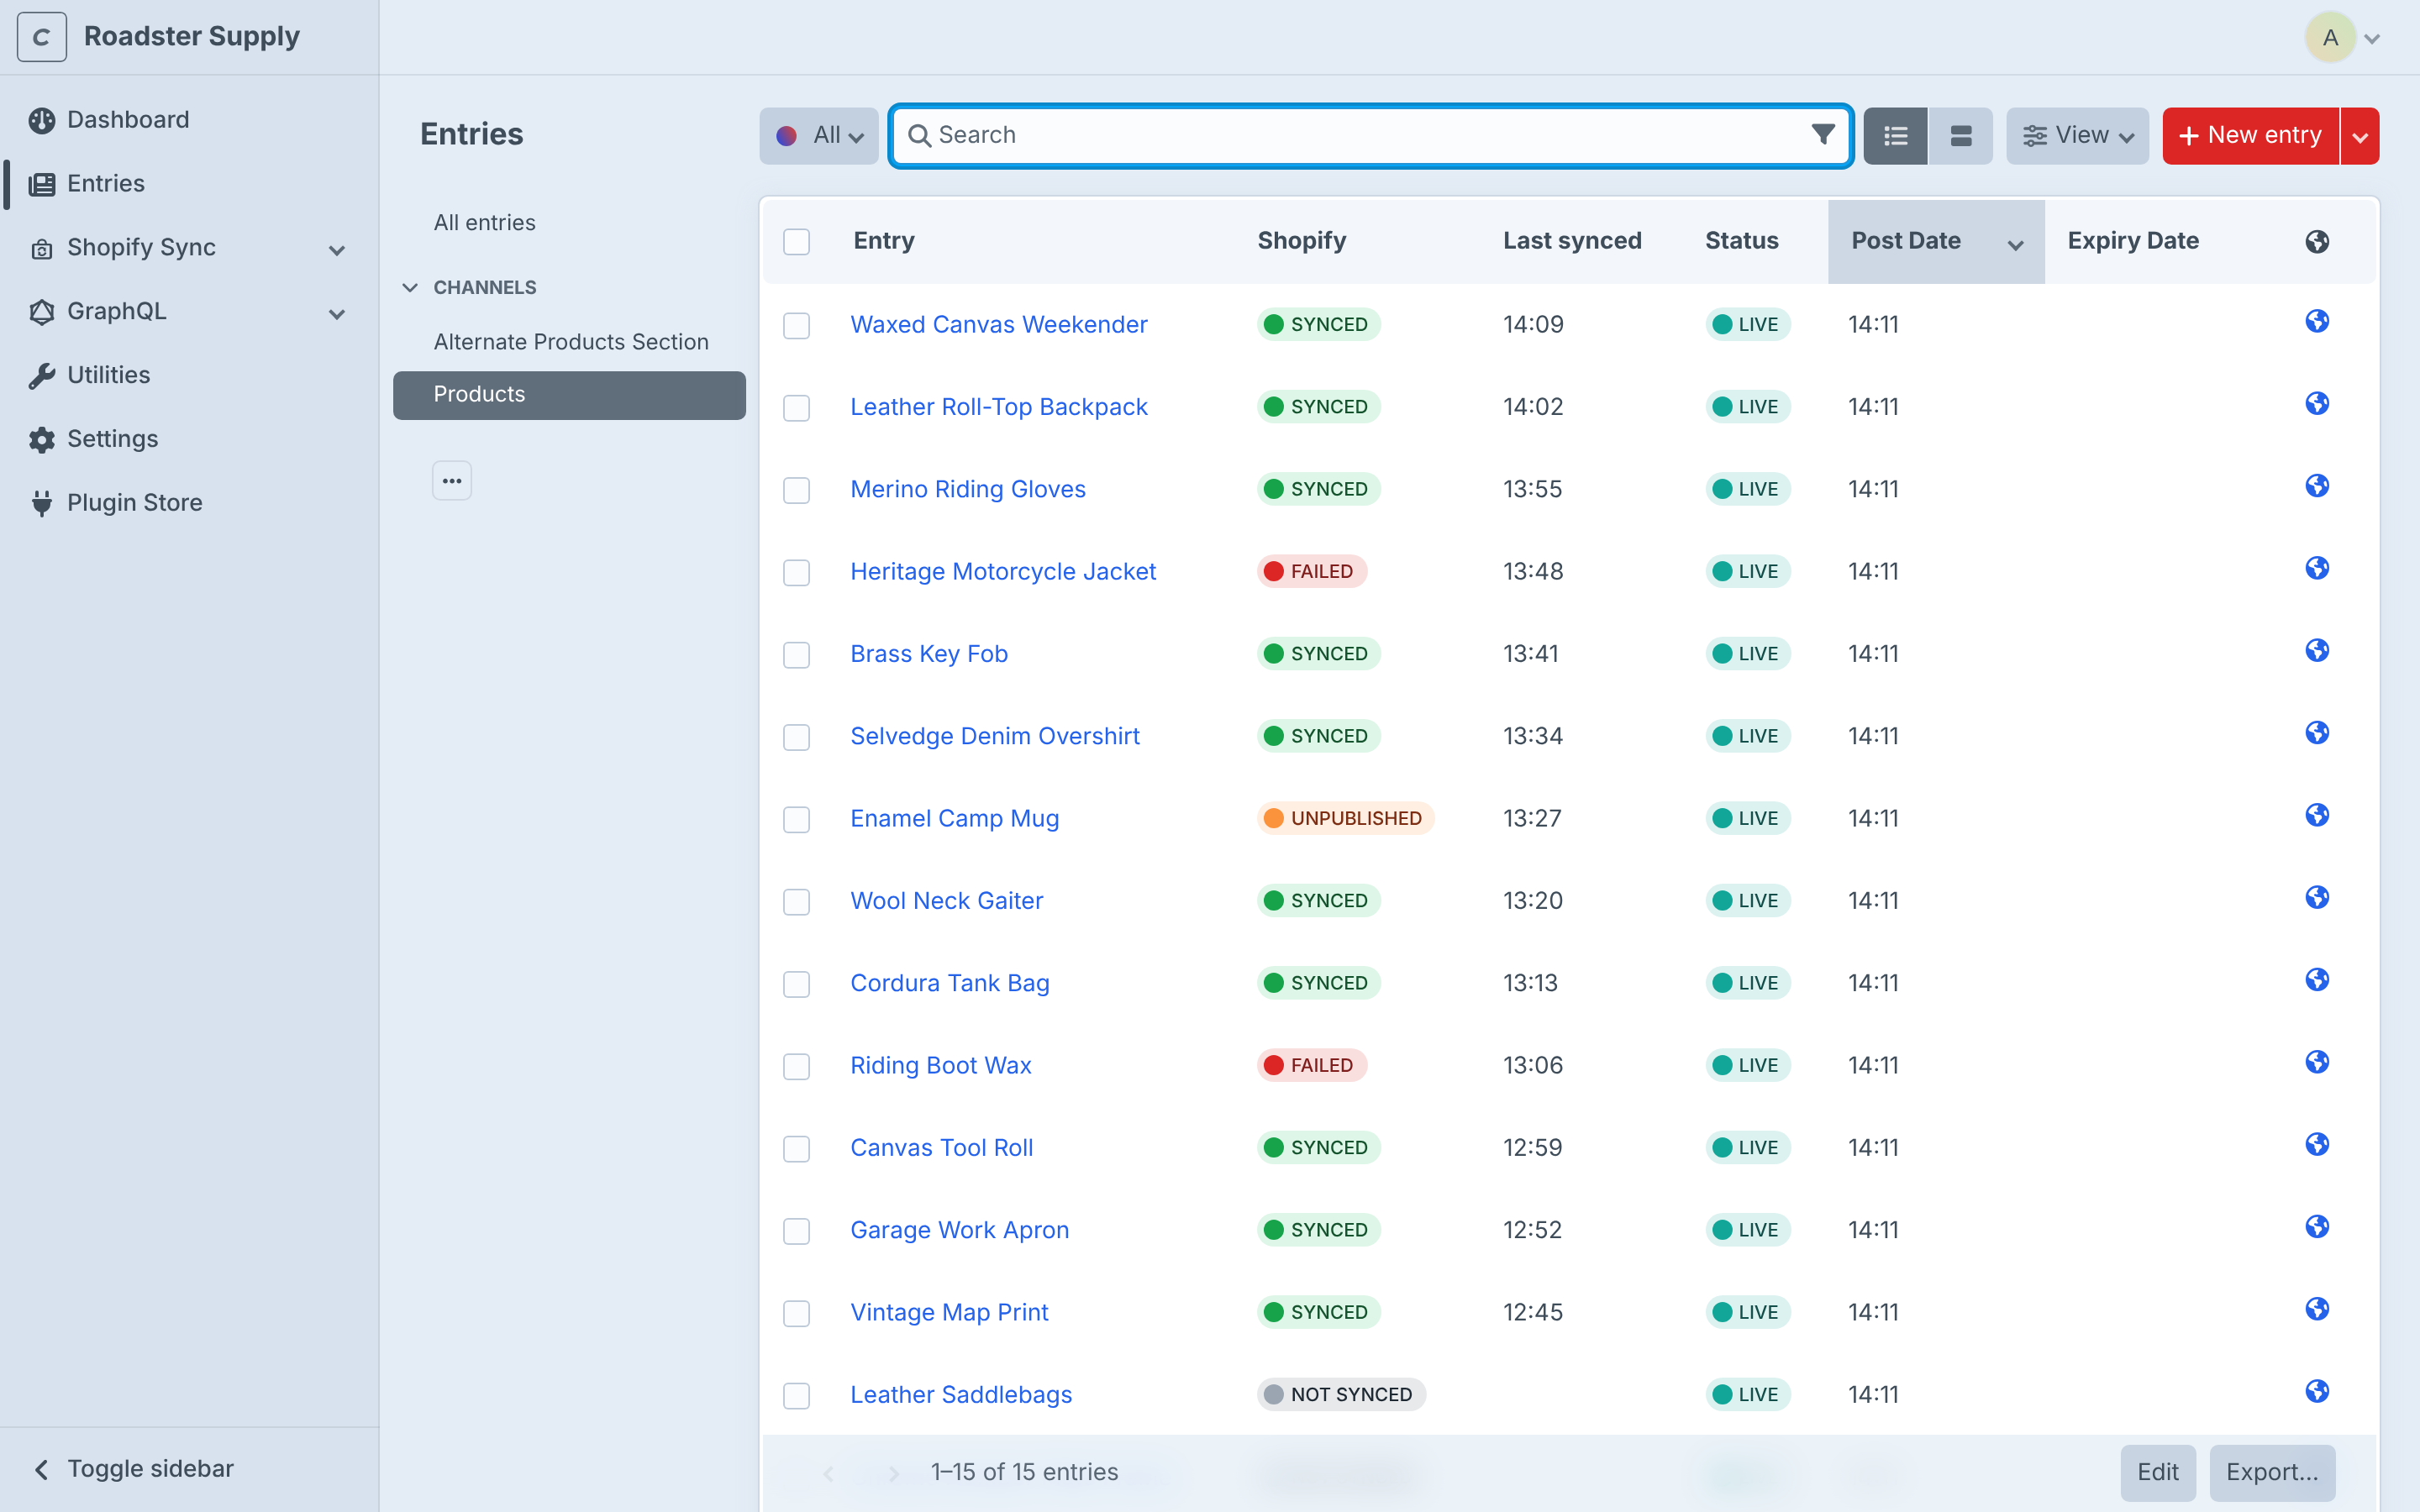 C Roadster Supply
A
Dashboard
Entries
Shopify Sync
GraphQL
Utilities
Settings
Plugin Store
Toggle sidebar
Entries
All entries
CHANNELS
Alternate Products Section
Products
...
All
Search
View
New entry
Entry Shopify Last synced Status Post Date Expiry Date
Waxed Canvas Weekender SYNCED 14:09 LIVE 14:11
Leather Roll-Top Backpack SYNCED 14:02 LIVE 14:11
Merino Riding Gloves SYNCED 13:55 LIVE 14:11
Heritage Motorcycle Jacket FAILED 13:48 LIVE 14:11
Brass Key Fob SYNCED 13:41 LIVE 14:11
Selvedge Denim Overshirt SYNCED 13:34 LIVE 14:11
Enamel Camp Mug UNPUBLISHED 13:27 LIVE 14:11
Wool Neck Gaiter SYNCED 13:20 LIVE 14:11
Cordura Tank Bag SYNCED 13:13 LIVE 14:11
Riding Boot Wax FAILED 13:06 LIVE 14:11
Canvas Tool Roll SYNCED 12:59 LIVE 14:11
Garage Work Apron SYNCED 12:52 LIVE 14:11
Vintage Map Print SYNCED 12:45 LIVE 14:11
Leather Saddlebags NOT SYNCED LIVE 14:11
1–15 of 15 entries
Edit
Export...